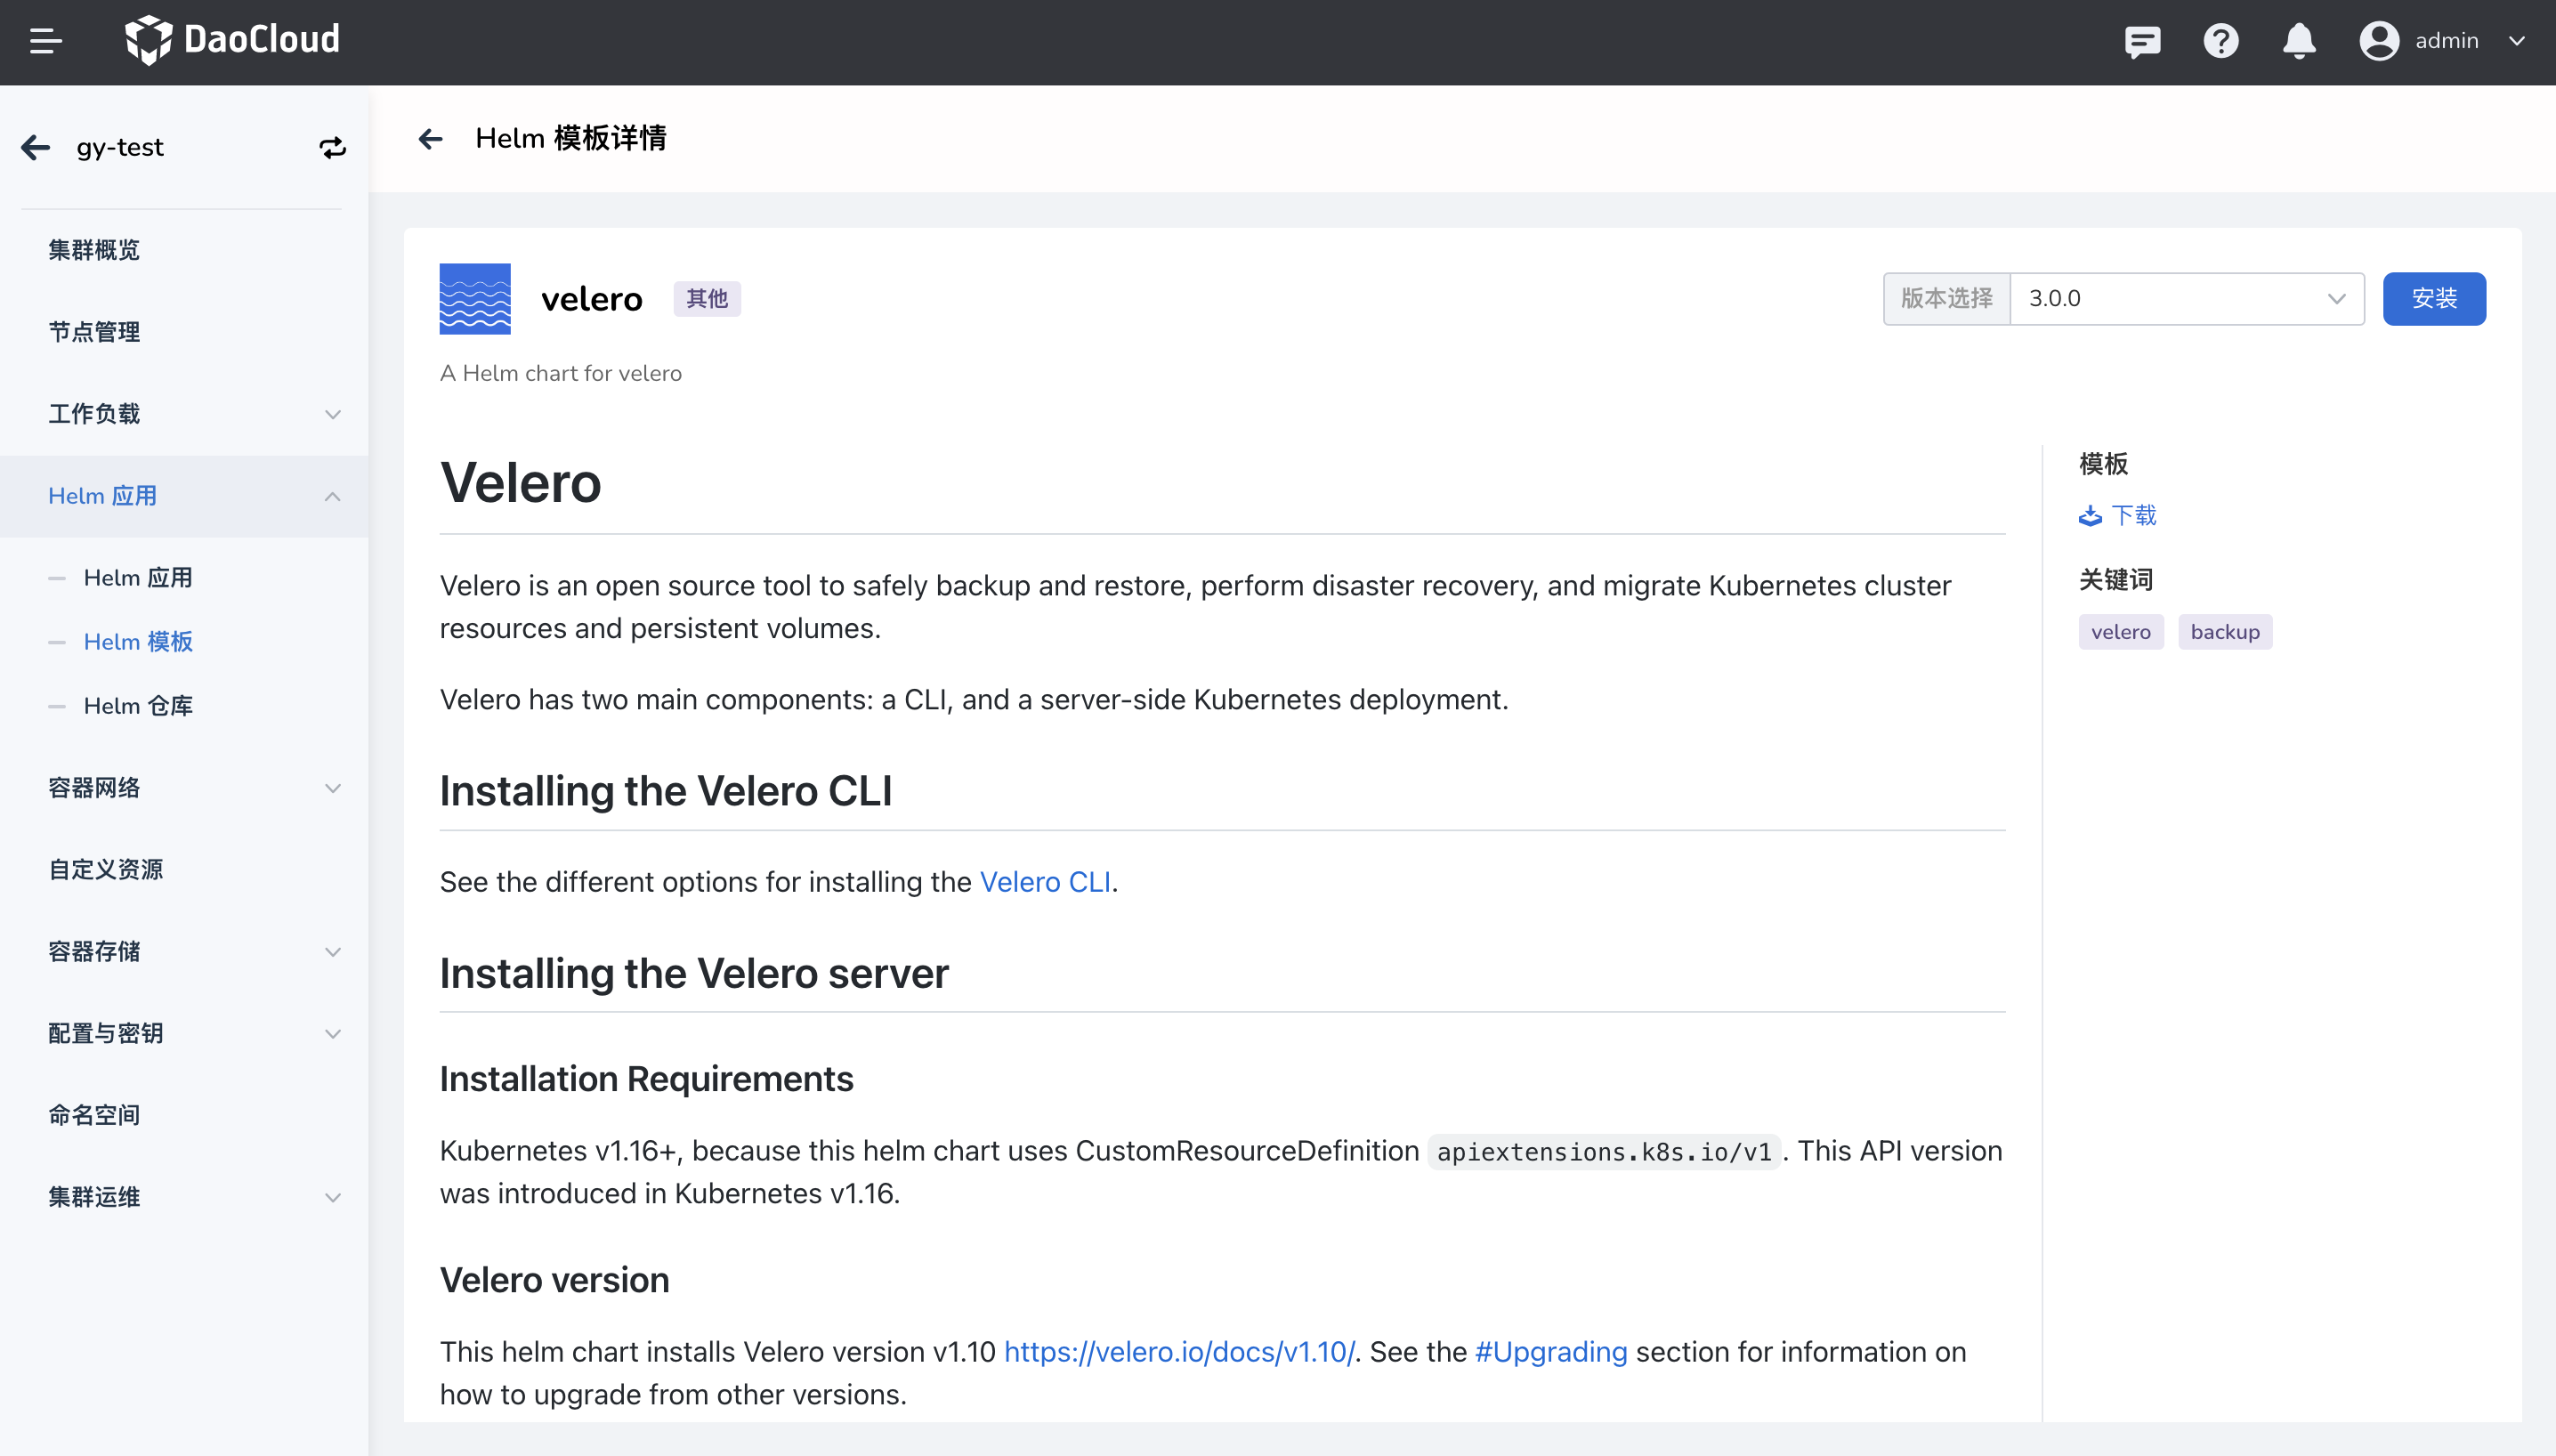 DaoCloud
admin
gy-test
集群概览
节点管理
工作负载
Helm 应用
Helm 应用
Helm 模板
Helm 仓库
容器网络
自定义资源
容器存储
配置与密钥
命名空间
集群运维
Helm 模板详情
velero 其他
版本选择 3.0.0 安装
A Helm chart for velero
Velero
Velero is an open source tool to safely backup and restore, perform disaster recovery, and migrate Kubernetes cluster
resources and persistent volumes.
Velero has two main components: a CLI, and a server-side Kubernetes deployment.
Installing the Velero CLI
See the different options for installing the Velero CLI.
Installing the Velero server
Installation Requirements
Kubernetes v1.16+, because this helm chart uses CustomResourceDefinition apiextensions.k8s.io/v1. This API version
was introduced in Kubernetes v1.16.
Velero version
This helm chart installs Velero version v1.10 https://velero.io/docs/v1.10/. See the #Upgrading section for information on
how to upgrade from other versions.
模板
下载
关键词
velero backup